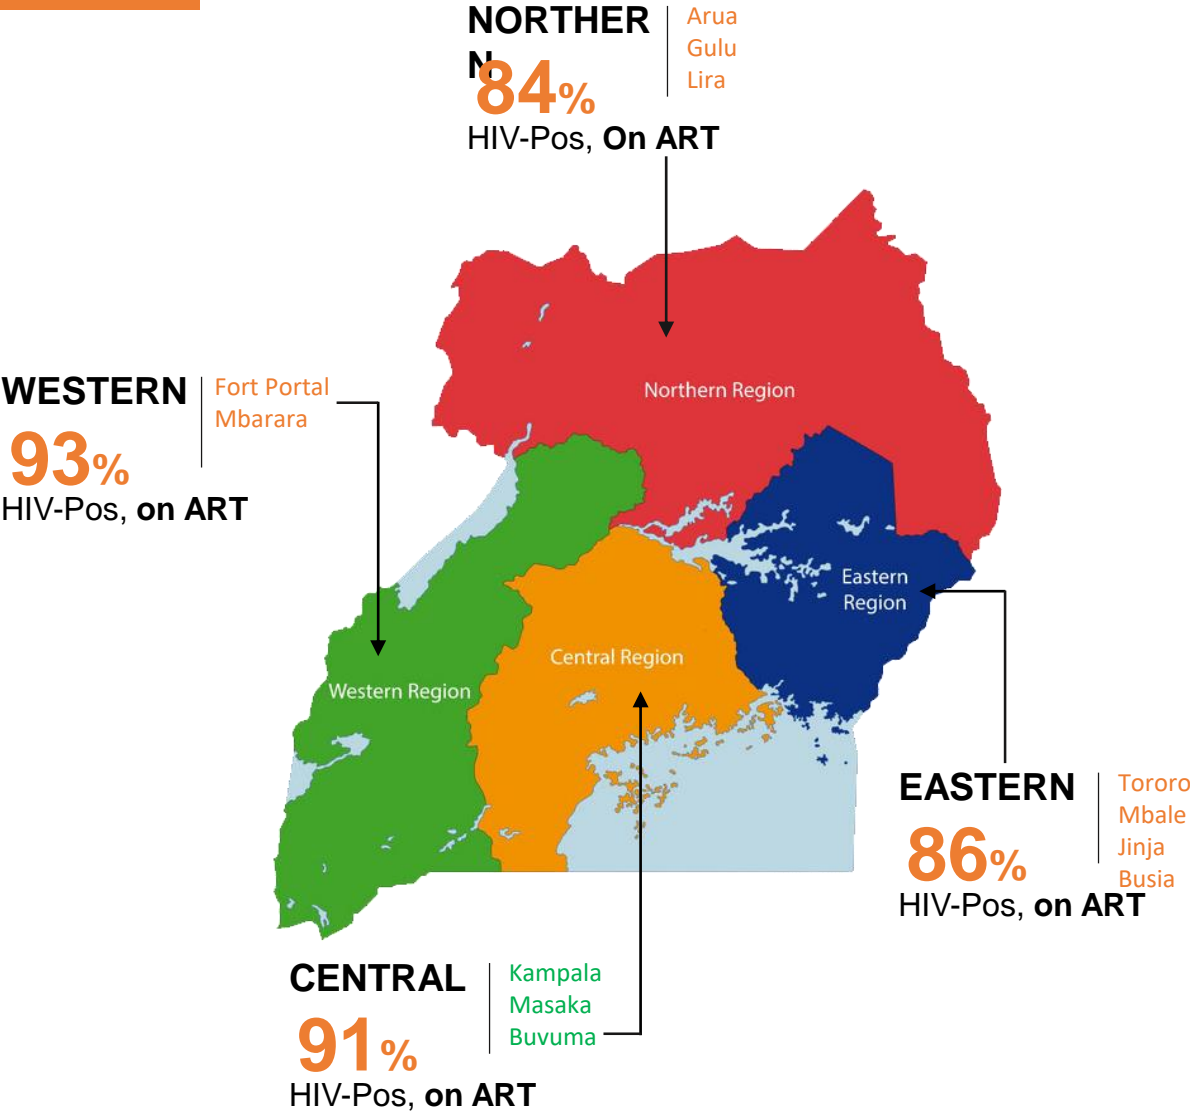 NORTHER
N
84%
HIV-Pos, On ART
Arua
Gulu
Lira
WESTERN
93%
HIV-Pos, on ART
Fort Portal
Mbarara
Northern Region
Eastern
Region
Central Region
Western Region
EASTERN
86%
HIV-Pos, on ART
Tororo
Mbale
Jinja
Busia
CENTRAL
91%
HIV-Pos, on ART
Kampala
Masaka
Buvuma